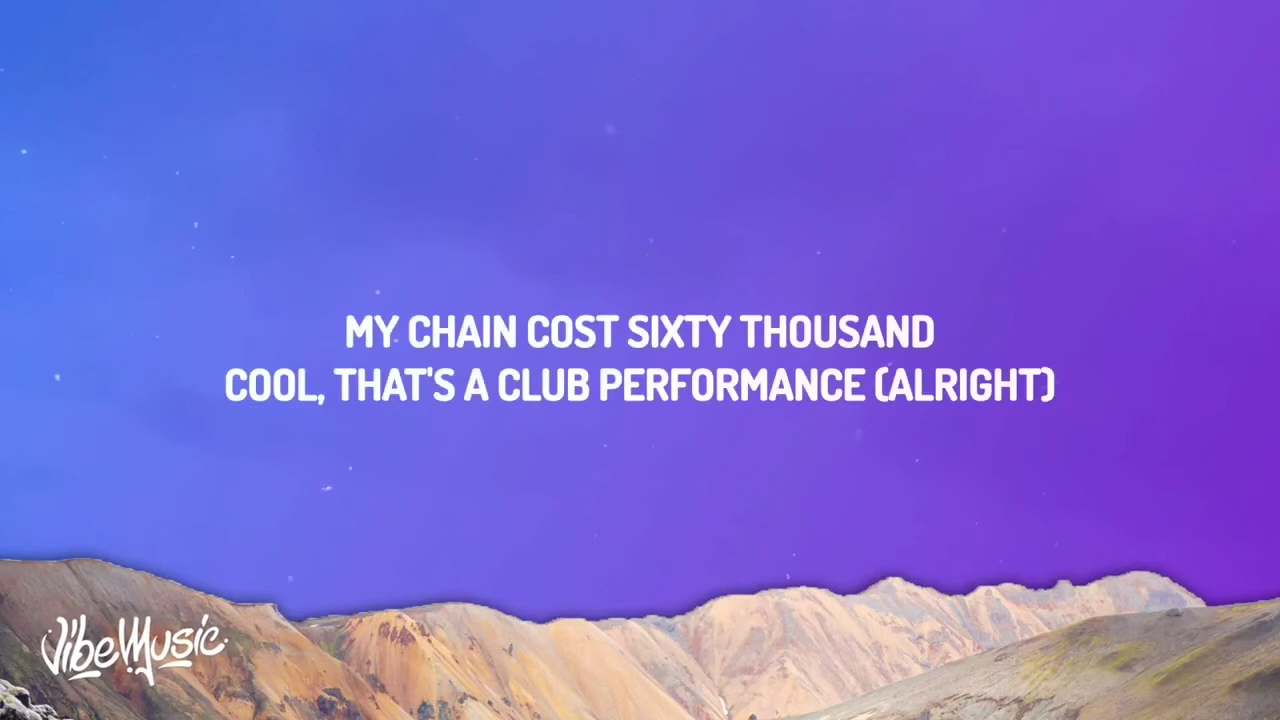 MY CHAIN COST SIXTY THOUSAND
COOL, THAT'S A CLUB PERFORMANCE (ALRIGHT)
VibeMusic